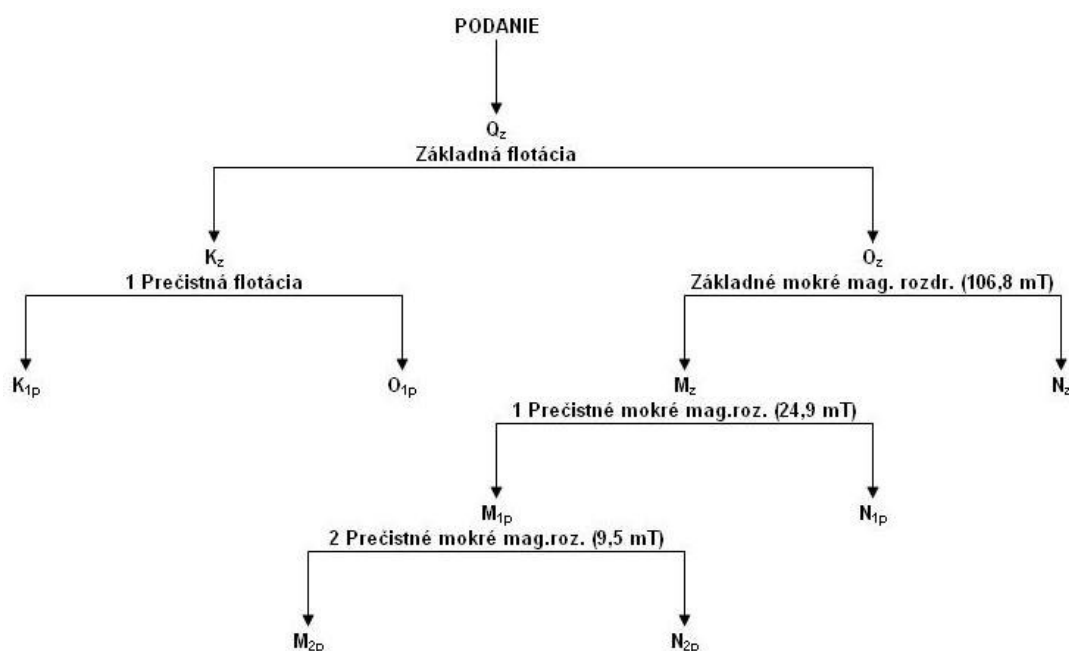 PODANIE
Qz
Základná flotácia
Kz
Oz
1 Prečistná flotácia
Základné mokré mag. rozdr. (106,8 mT)
K1p
O1p
Mz
Nz
1 Prečistné mokré mag.roz. (24,9 mT)
M1p
N1p
2 Prečistné mokré mag.roz. (9,5 mT)
M2p
N2p